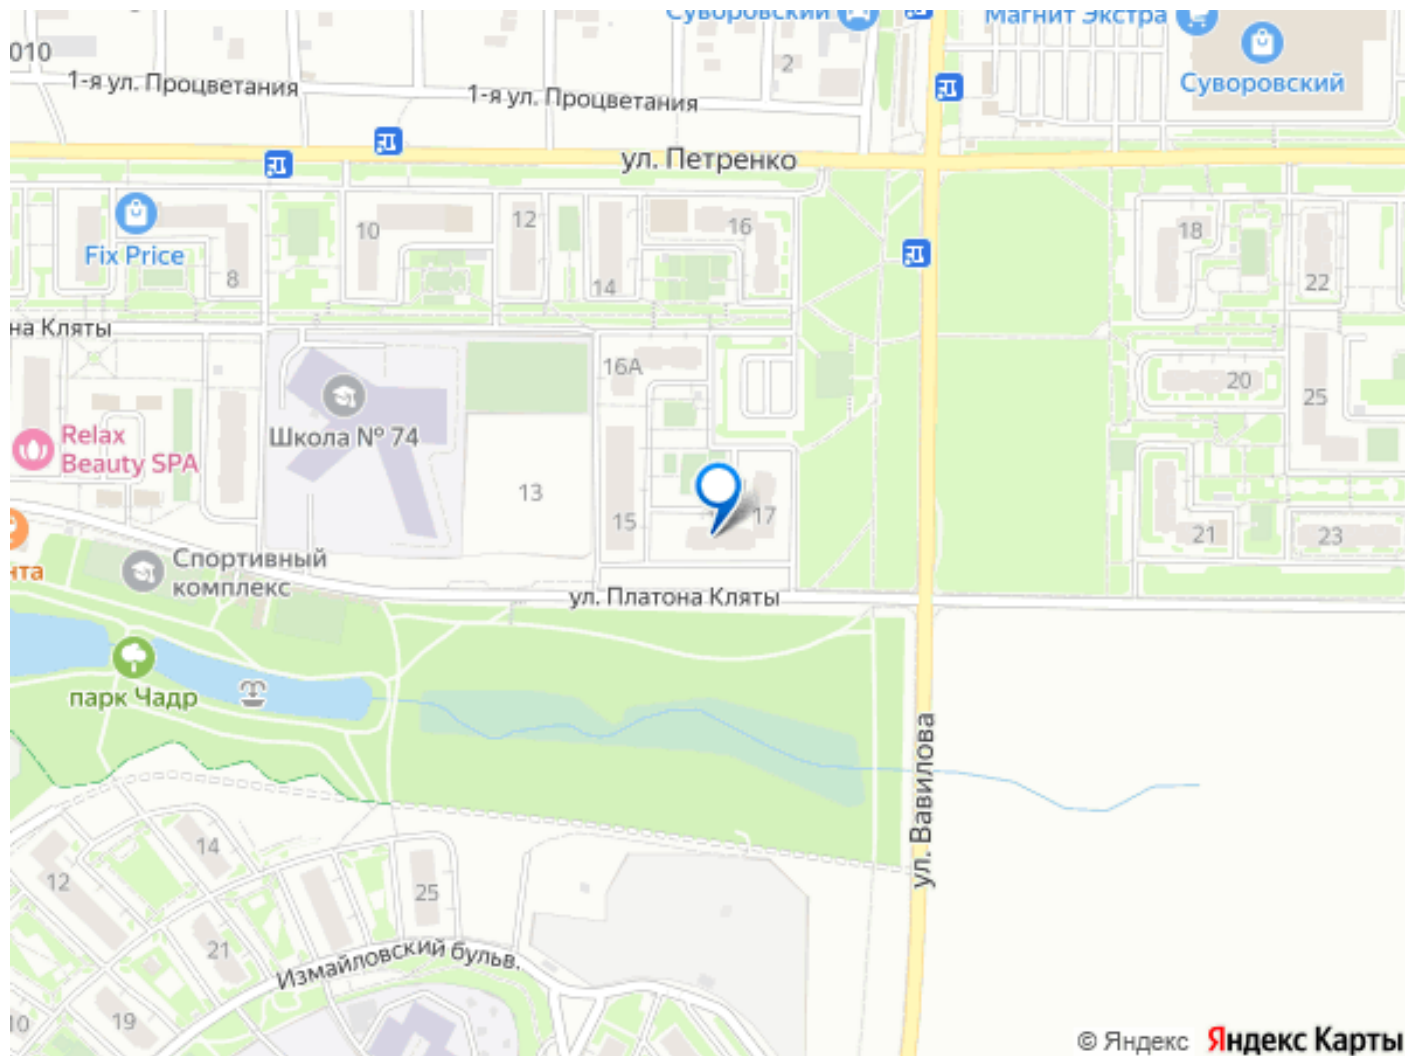 Суворовский
Магнит Экстра
010
2
1-я ул. Процветания
1-я ул. Процветания
Суворовский
ул. Петренко
Fix Price
8
10
12
14
16
18
22
на Кляты
16А
20
25
Школа № 74
Relax
Beauty SPA
13
15
17
21
23
нта
Спортивный
комплекс
ул. Платона Кляты
парк Чадр
ул. Вавилова
14
12
25
21
Измайловский бульв.
10
19
© Яндекс
Яндекс Карты